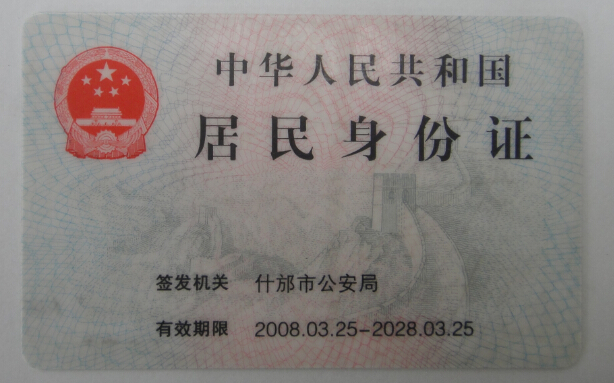 中华人民共和国
居民身份证
签发机关 什邡市公安局
有效期限 2008.03.25-2028.03.25